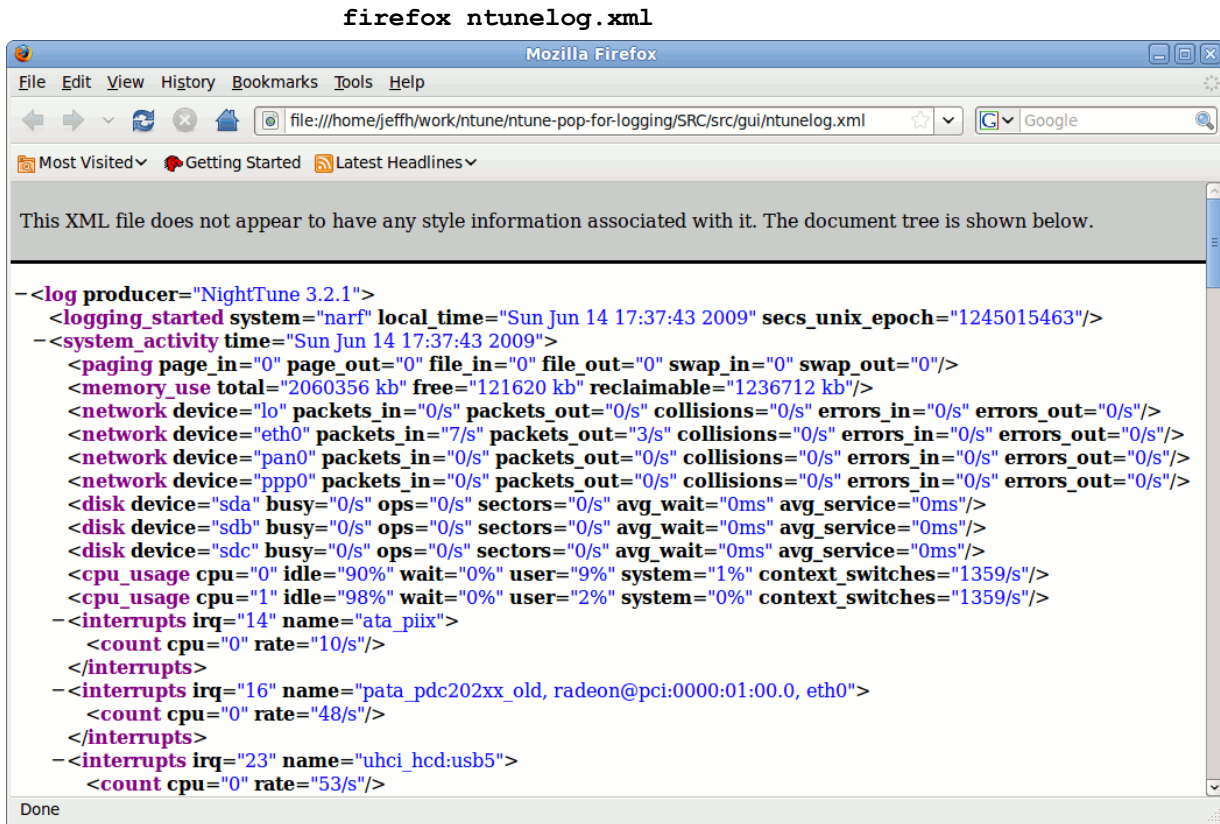 firefox ntunelog.xml
Mozilla Firefox
File Edit View History Bookmarks Tools Help
file:///home/jeffh/work/ntune/ntune-pop-for-logging/SRC/src/gui/ntunelog.xml
G Google
Most Visited Getting Started Latest Headlines
This XML file does not appear to have any style information associated with it. The document tree is shown below.
−<log producer="NightTune 3.2.1">
<logging_started system="narf" local_time="Sun Jun 14 17:37:43 2009" secs_unix_epoch="1245015463"/>
−<system_activity time="Sun Jun 14 17:37:43 2009">
<paging page_in="0" page_out="0" file_in="0" file_out="0" swap_in="0" swap_out="0"/>
<memory_use total="2060356 kb" free="121620 kb" reclaimable="1236712 kb"/>
<network device="lo" packets_in="0/s" packets_out="0/s" collisions="0/s" errors_in="0/s" errors_out="0/s"/>
<network device="eth0" packets_in="7/s" packets_out="3/s" collisions="0/s" errors_in="0/s" errors_out="0/s"/>
<network device="pan0" packets_in="0/s" packets_out="0/s" collisions="0/s" errors_in="0/s" errors_out="0/s"/>
<network device="ppp0" packets_in="0/s" packets_out="0/s" collisions="0/s" errors_in="0/s" errors_out="0/s"/>
<disk device="sda" busy="0/s" ops="0/s" sectors="0/s" avg_wait="0ms" avg_service="0ms"/>
<disk device="sdb" busy="0/s" ops="0/s" sectors="0/s" avg_wait="0ms" avg_service="0ms"/>
<disk device="sdc" busy="0/s" ops="0/s" sectors="0/s" avg_wait="0ms" avg_service="0ms"/>
<cpu_usage cpu="0" idle="90%" wait="0%" user="9%" system="1%" context_switches="1359/s"/>
<cpu_usage cpu="1" idle="98%" wait="0%" user="2%" system="0%" context_switches="1359/s"/>
−<interrupts irq="14" name="ata_piix">
<count cpu="0" rate="10/s"/>
</interrupts>
−<interrupts irq="16" name="pata_pdc202xx_old, radeon@pci:0000:01:00.0, eth0">
<count cpu="0" rate="48/s"/>
</interrupts>
−<interrupts irq="23" name="uhci_hcd:usb5">
<count cpu="0" rate="53/s"/>
Done